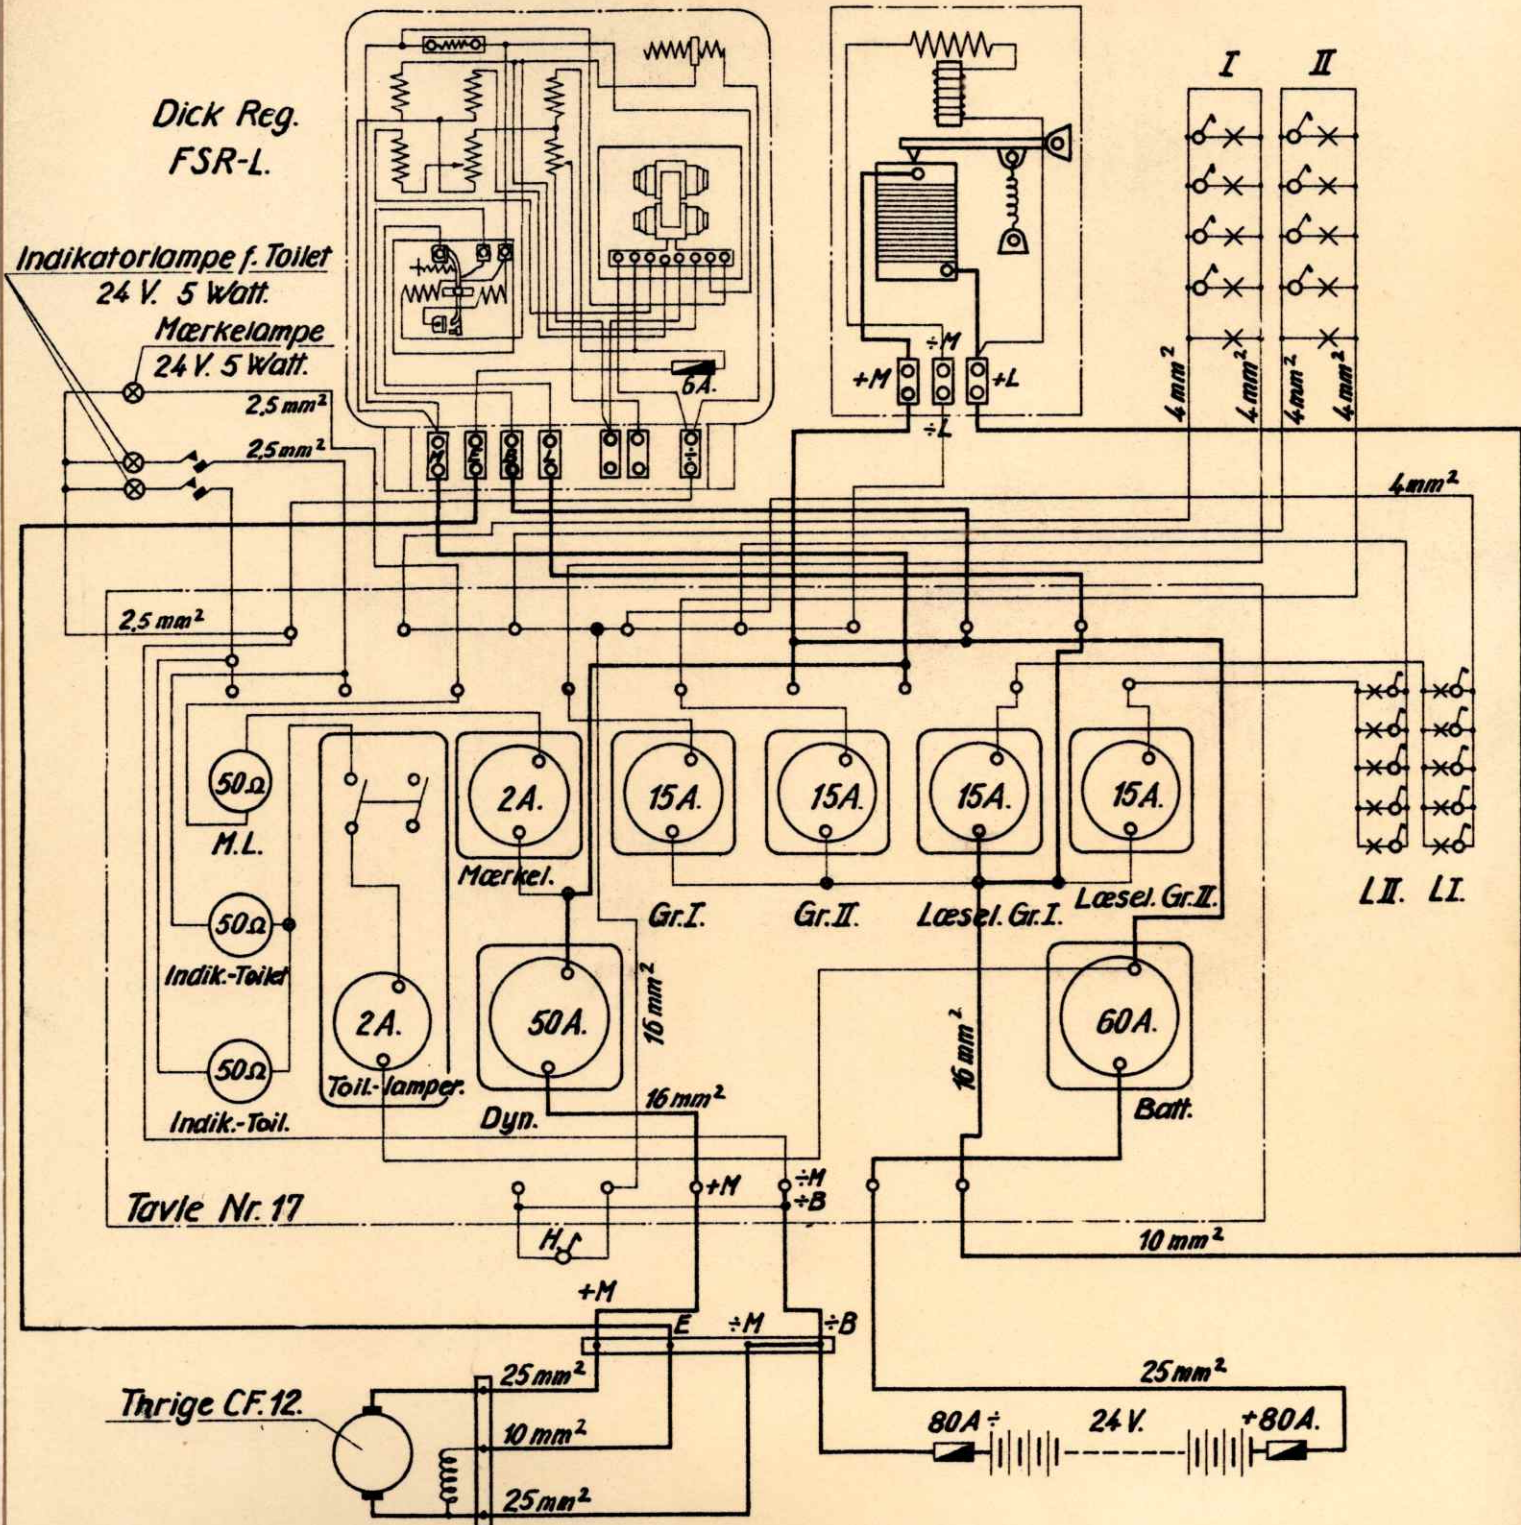 Dick Reg.
FSR-L.
I
II
Indikatorlampe f. Toilet
24 V. 5 Watt.
Mærkelampe
24 V. 5 Watt.
2,5 mm²
2,5 mm²
6A.
+M
÷M
+L
÷L
4 mm²
4 mm²
4 mm²
4 mm²
4 mm²
2,5 mm²
50Ω
M.L.
2A.
Mærkel.
15A.
Gr.I.
15A.
Gr.II.
15A.
Læsel. Gr.I.
15A.
Læsel. Gr.II.
LII.
LI.
50Ω
Indik.-Toilet
50Ω
Indik.-Toil.
2A.
Toil.-lamper.
50A.
Dyn.
16 mm²
16 mm²
16 mm²
60A.
Batt.
+M
÷M
÷B
Tavle Nr. 17
H.
10 mm²
+M
E
÷M
÷B
25 mm²
25 mm²
Thrige CF. 12.
10 mm²
25 mm²
80A ÷
24 V.
+ 80A.